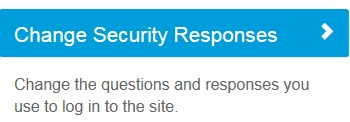 Change Security Responses
Change the questions and responses you
use to log in to the site.